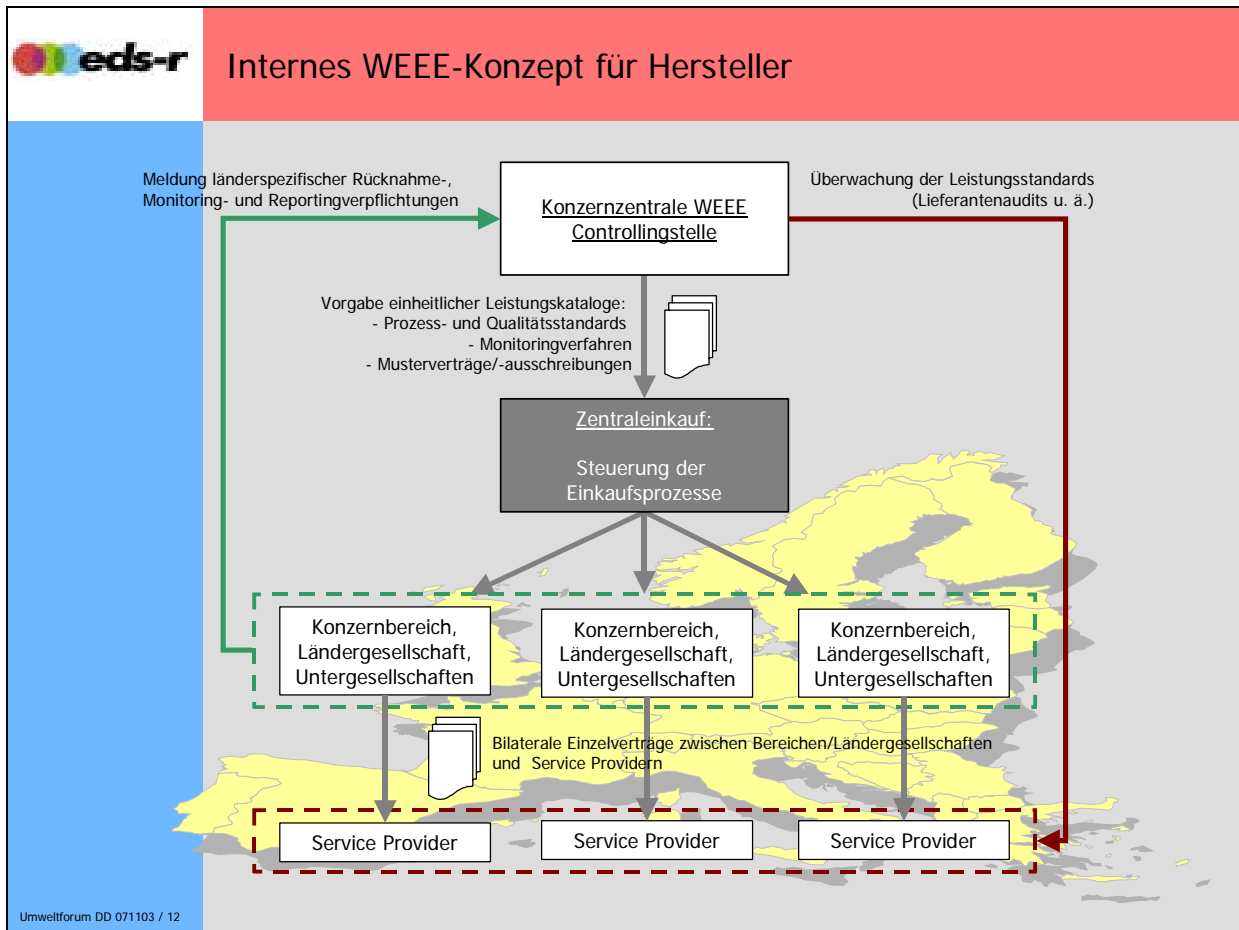 eds-r
Internes WEEE-Konzept für Hersteller
Meldung länderspezifischer Rücknahme-,
Monitoring- und Reportingverpflichtungen
Konzernzentrale WEEE
Controllingstelle
Überwachung der Leistungsstandards
(Lieferantenaudits u. ä.)
Vorgabe einheitlicher Leistungskataloge:
- Prozess- und Qualitätsstandards
- Monitoringverfahren
- Musterverträge/-ausschreibungen
Zentraleinkauf:
Steuerung der
Einkaufsprozesse
Konzernbereich,
Ländergesellschaft,
Untergesellschaften
Konzernbereich,
Ländergesellschaft,
Untergesellschaften
Konzernbereich,
Ländergesellschaft,
Untergesellschaften
Bilaterale Einzelverträge zwischen Bereichen/Ländergesellschaften
und Service Providern
Service Provider
Service Provider
Service Provider
Umweltforum DD 071103 / 12